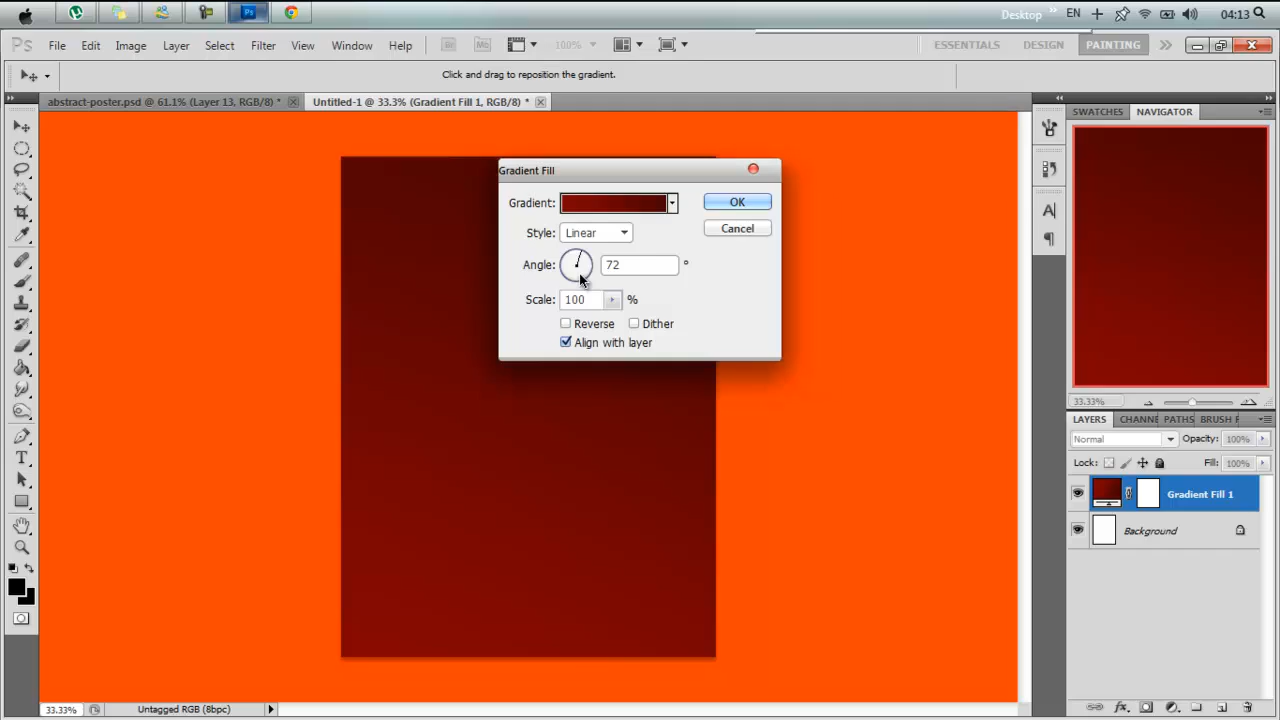 Desktop » EN 04:13
Ps File Edit Image Layer Select Filter View Window Help Mb 100% ESSENTIALS DESIGN PAINTING
Click and drag to reposition the gradient.
abstract-poster.psd @ 61.1% (Layer 13, RGB/8) * Untitled-1 @ 33.3% (Gradient Fill 1, RGB/8) * SWATCHES NAVIGATOR
Gradient Fill
Gradient: OK
Style: Linear Cancel
Angle: 72 °
Scale: 100 %
Reverse Dither
Align with layer
33.33%
LAYERS CHANNE PATHS BRUSH F
Normal Opacity: 100%
Lock: Fill: 100%
Gradient Fill 1
Background
33.33% Untagged RGB (8bpc)